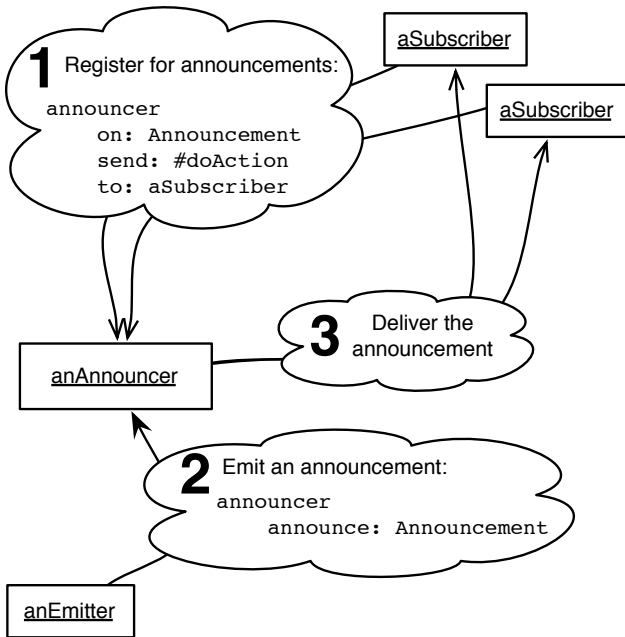 aSubscriber
1 Register for announcements:
announcer
    on: Announcement
    send: #doAction
    to: aSubscriber
aSubscriber
3 Deliver the
announcement
anAnnouncer
2 Emit an announcement:
announcer
    announce: Announcement
anEmitter